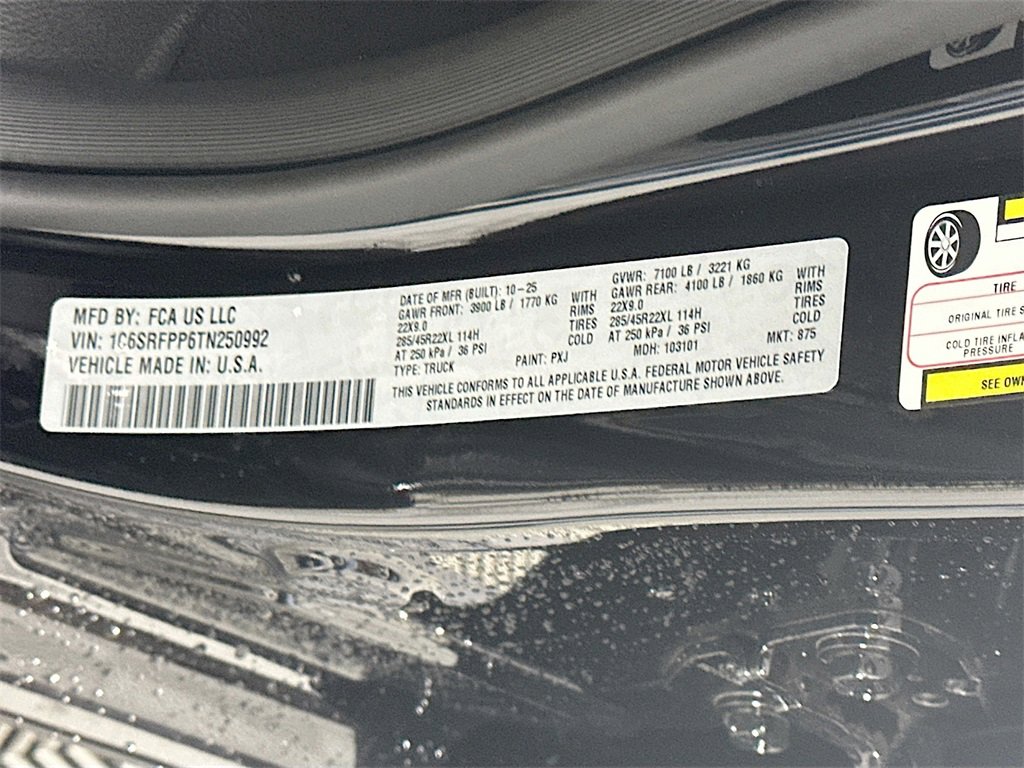 MFD BY: FCA US LLC
VIN: 1C6SRFPP6TN250992
VEHICLE MADE IN: U.S.A.
DATE OF MFR (BUILT): 10-25
GAWR FRONT: 3900 LB / 1770 KG WITH
22X9.0 RIMS
285/45R22XL 114H TIRES
AT 250 kPa / 36 PSI COLD
TYPE: TRUCK
GVWR: 7100 LB / 3221 KG
GAWR REAR: 4100 LB / 1860 KG WITH
22X9.0 RIMS
285/45R22XL 114H TIRES
AT 250 kPa / 36 PSI COLD
PAINT: PXJ MDH: 103101 MKT: 875
THIS VEHICLE CONFORMS TO ALL APPLICABLE U.S.A. FEDERAL MOTOR VEHICLE SAFETY
STANDARDS IN EFFECT ON THE DATE OF MANUFACTURE SHOWN ABOVE.
TIRE
ORIGINAL TIRE S
COLD TIRE INFLA
PRESSURE
SEE OWN